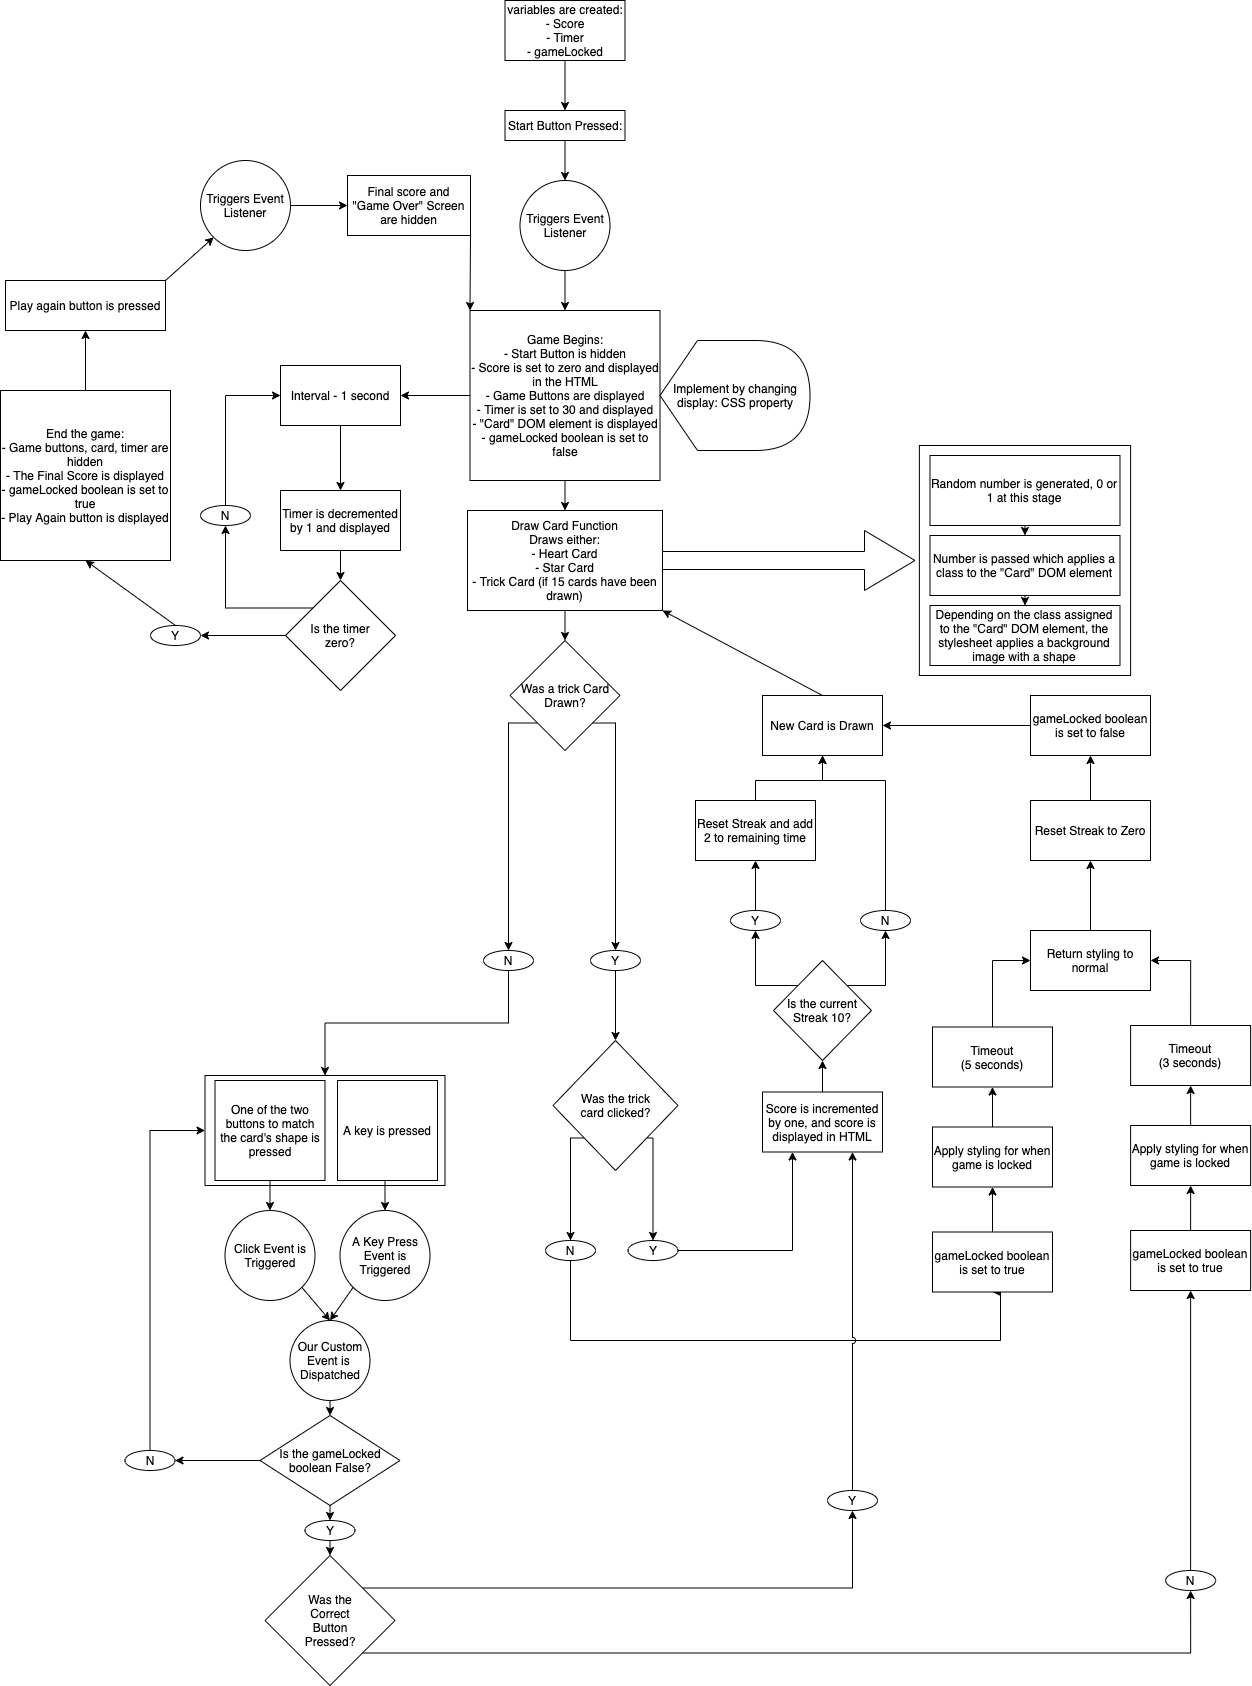 variables are created:
- Score
- Timer
- gameLocked
Start Button Pressed:
Triggers Event
Listener
Final score and
"Game Over" Screen
are hidden
Triggers Event
Listener
Play again button is pressed
Game Begins:
- Start Button is hidden
- Score is set to zero and displayed
in the HTML
- Game Buttons are displayed
- Timer is set to 30 and displayed
- "Card" DOM element is displayed
- gameLocked boolean is set to
false
Implement by changing
display: CSS property
Interval - 1 second
End the game:
- Game buttons, card, timer are
hidden
- The Final Score is displayed
- gameLocked boolean is set to
true
- Play Again button is displayed
N
Timer is decremented
by 1 and displayed
Is the timer
zero?
Y
Draw Card Function
Draws either:
- Heart Card
- Star Card
- Trick Card (if 15 cards have been
drawn)
Random number is generated, 0 or
1 at this stage
Number is passed which applies a
class to the "Card" DOM element
Depending on the class assigned
to the "Card" DOM element, the
stylesheet applies a background
image with a shape
Was a trick Card
Drawn?
New Card is Drawn
gameLocked boolean
is set to false
Reset Streak and add
2 to remaining time
Reset Streak to Zero
Y
N
N
Y
Return styling to
normal
Is the current
Streak 10?
Timeout
(5 seconds)
Timeout
(3 seconds)
One of the two
buttons to match
the card's shape is
pressed
A key is pressed
Was the trick
card clicked?
Score is incremented
by one, and score is
displayed in HTML
Apply styling for when
game is locked
Apply styling for when
game is locked
Click Event is
Triggered
A Key Press
Event is
Triggered
N
Y
gameLocked boolean
is set to true
gameLocked boolean
is set to true
Our Custom
Event is
Dispatched
Is the gameLocked
boolean False?
N
Y
Y
N
Was the
Correct
Button
Pressed?